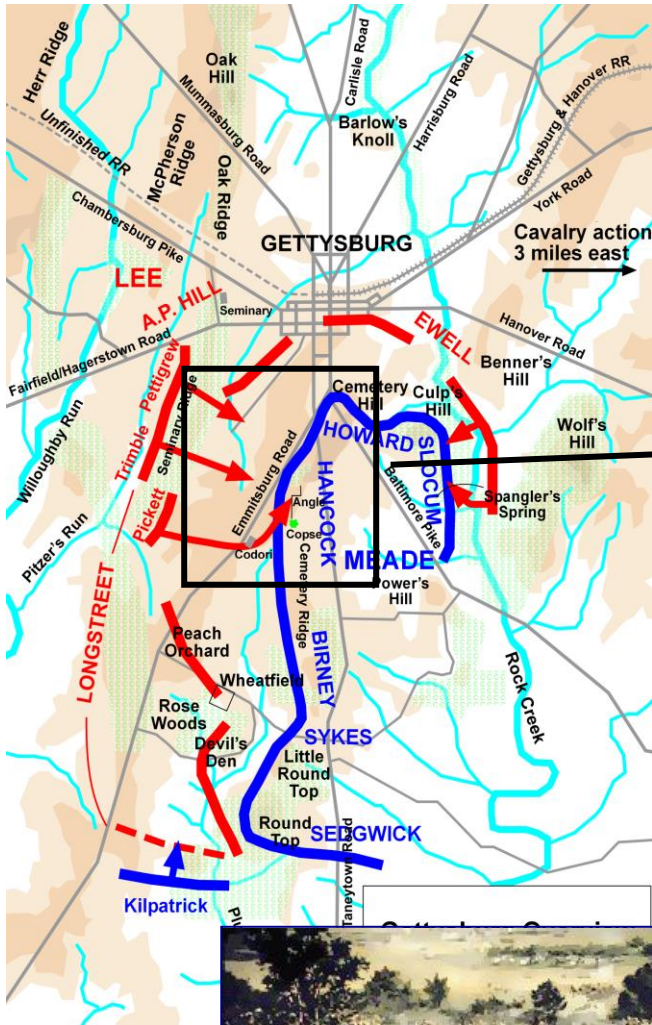 Herr Ridge
Oak
Hill
Mummasburg Road
Carlisle Road
Harrisburg Road
Barlow's
Knoll
Gettysburg & Hanover RR
York Road
Unfinished RR
McPherson
Ridge
Oak Ridge
Chambersburg Pike
GETTYSBURG
Cavalry action
3 miles east
LEE
A.P. HILL
Seminary
EWELL
Hanover Road
Fairfield/Hagerstown Road
Benner's
Hill
Trimble
Pettigrew
Seminary Ridge
Cemetery
Hill
Culp's
Hill
Wolf's
Hill
Willoughby Run
HOWARD
SLOCUM
Emmitsburg Road
HANCOCK
Baltimore Pike
Spangler's
Spring
Pickett
Angle
Copse
Codori
Pitzer's Run
MEADE
Power's
Hill
Cemetery Ridge
LONGSTREET
Peach
Orchard
BIRNEY
Wheatfield
Rock Creek
Rose
Woods
Devil's
Den
SYKES
Little
Round
Top
Round
Top
SEDGWICK
Taneytown Road
Kilpatrick